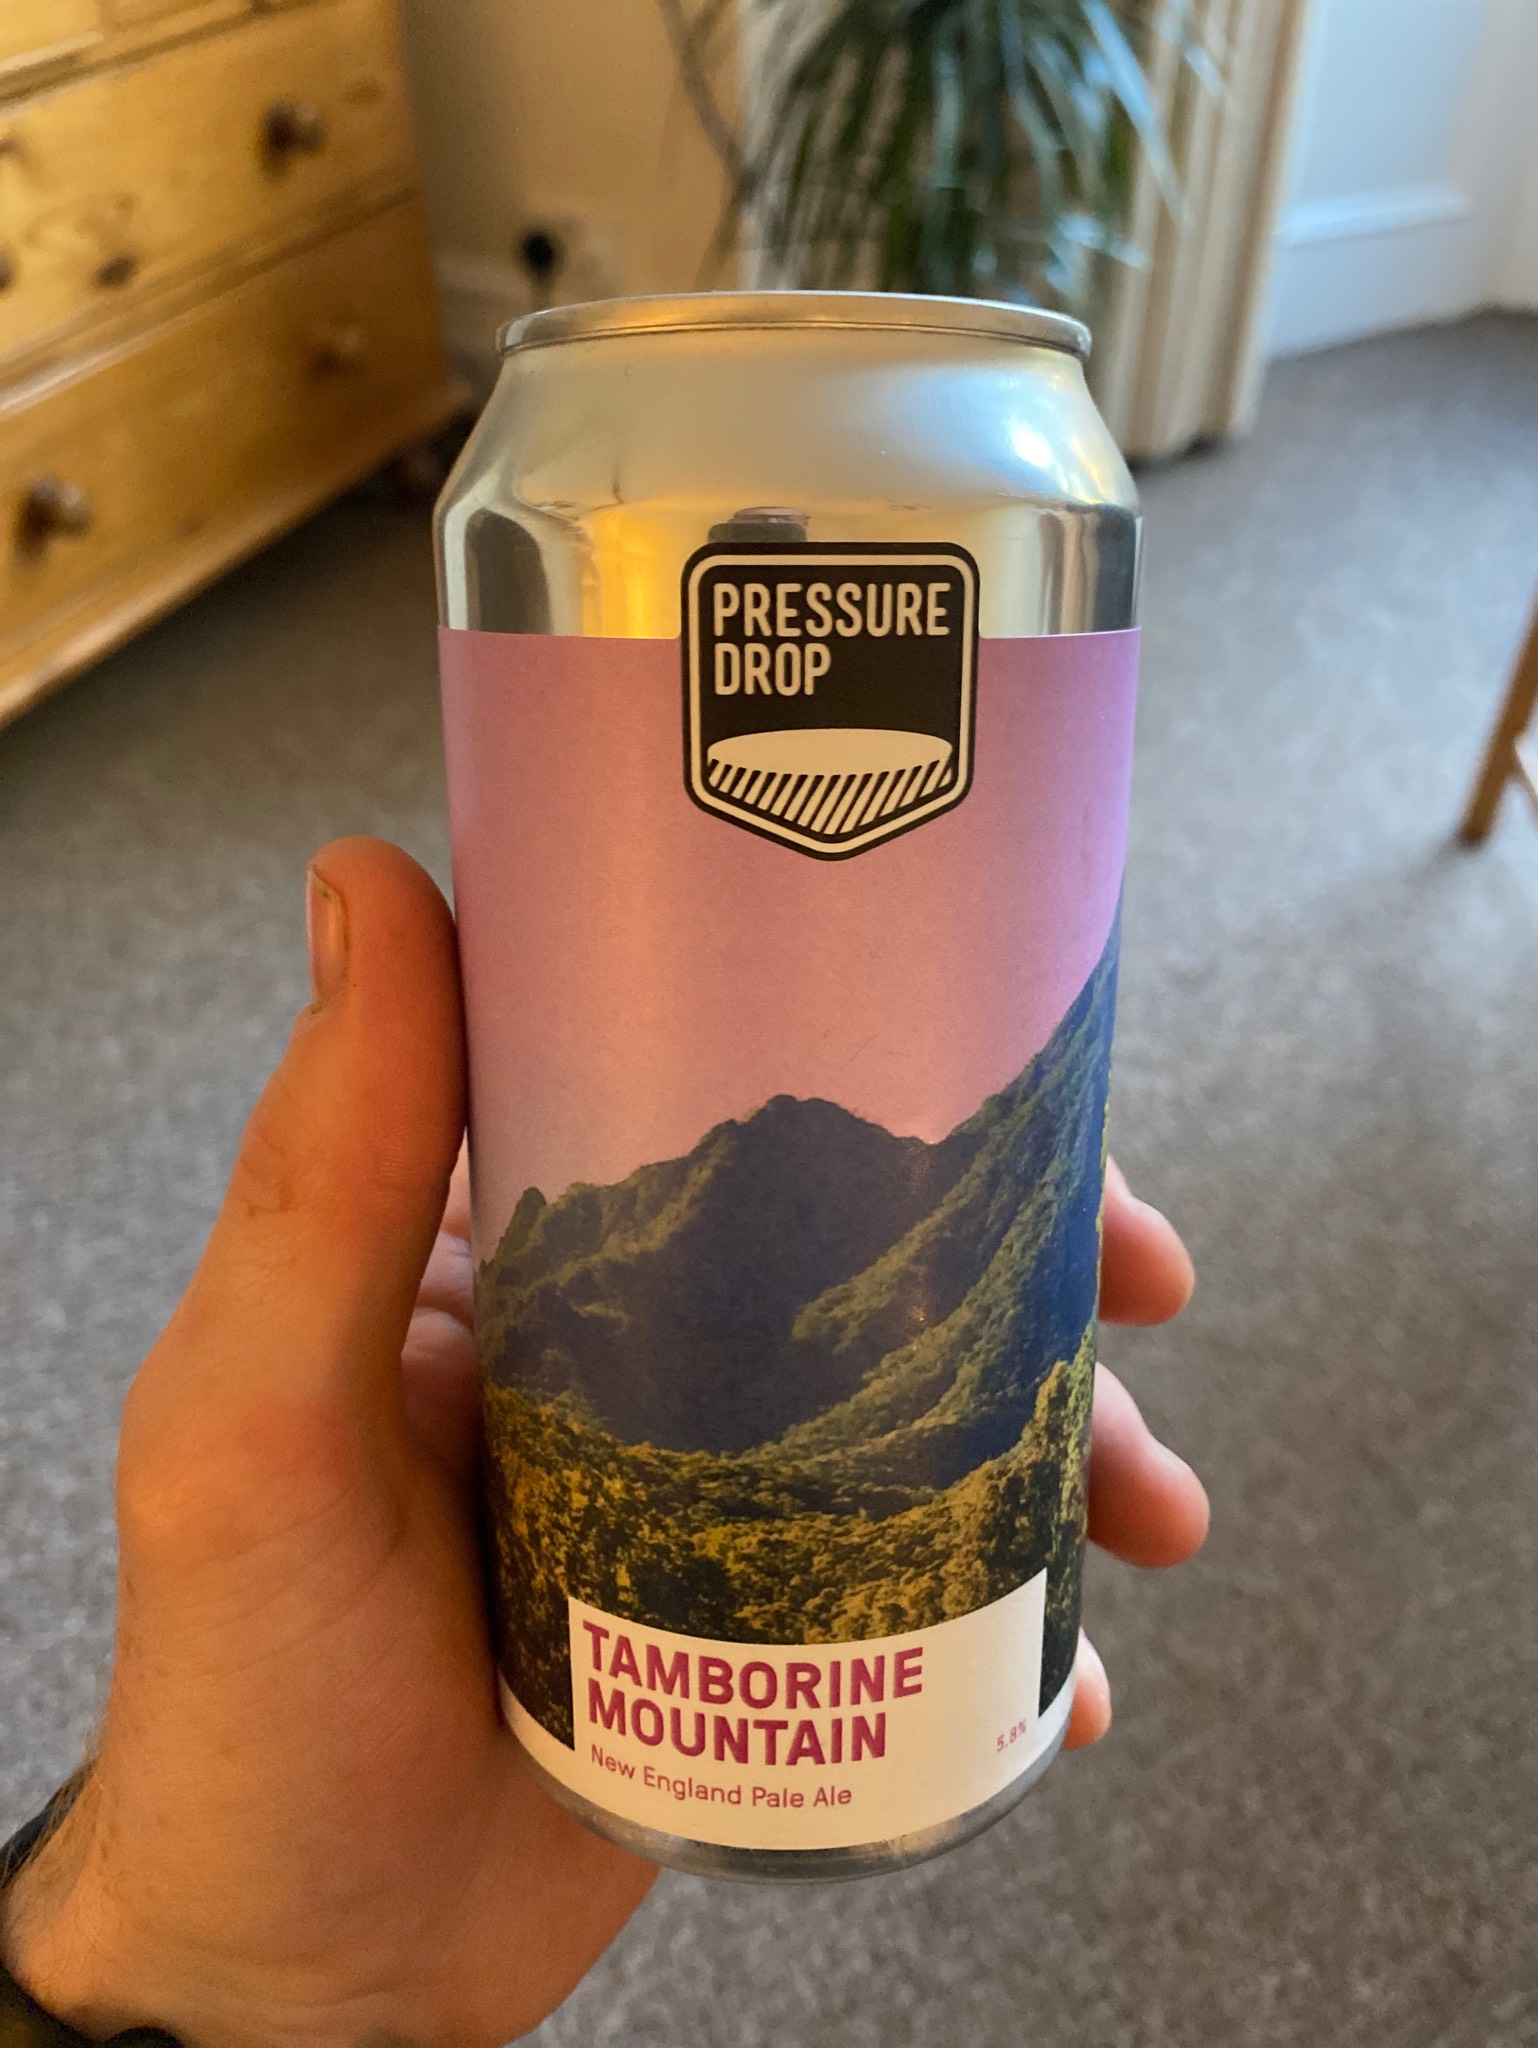 PRESSURE
DROP
TAMBORINE
MOUNTAIN
New England Pale Ale
5.8%